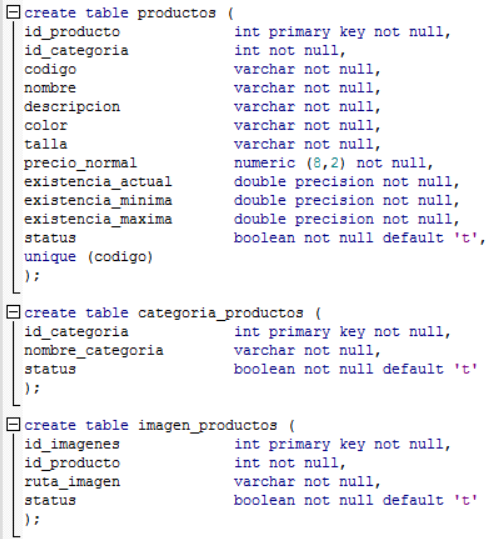 create table productos (
id_producto int primary key not null,
id_categoria int not null,
codigo varchar not null,
nombre varchar not null,
descripcion varchar not null,
color varchar not null,
talla varchar not null,
precio_normal numeric (8,2) not null,
existencia_actual double precision not null,
existencia_minima double precision not null,
existencia_maxima double precision not null,
status boolean not null default 't',
unique (codigo)
);
create table categoria_productos (
id_categoria int primary key not null,
nombre_categoria varchar not null,
status boolean not null default 't'
);
create table imagen_productos (
id_imagenes int primary key not null,
id_producto int not null,
ruta_imagen varchar not null,
status boolean not null default 't'
);